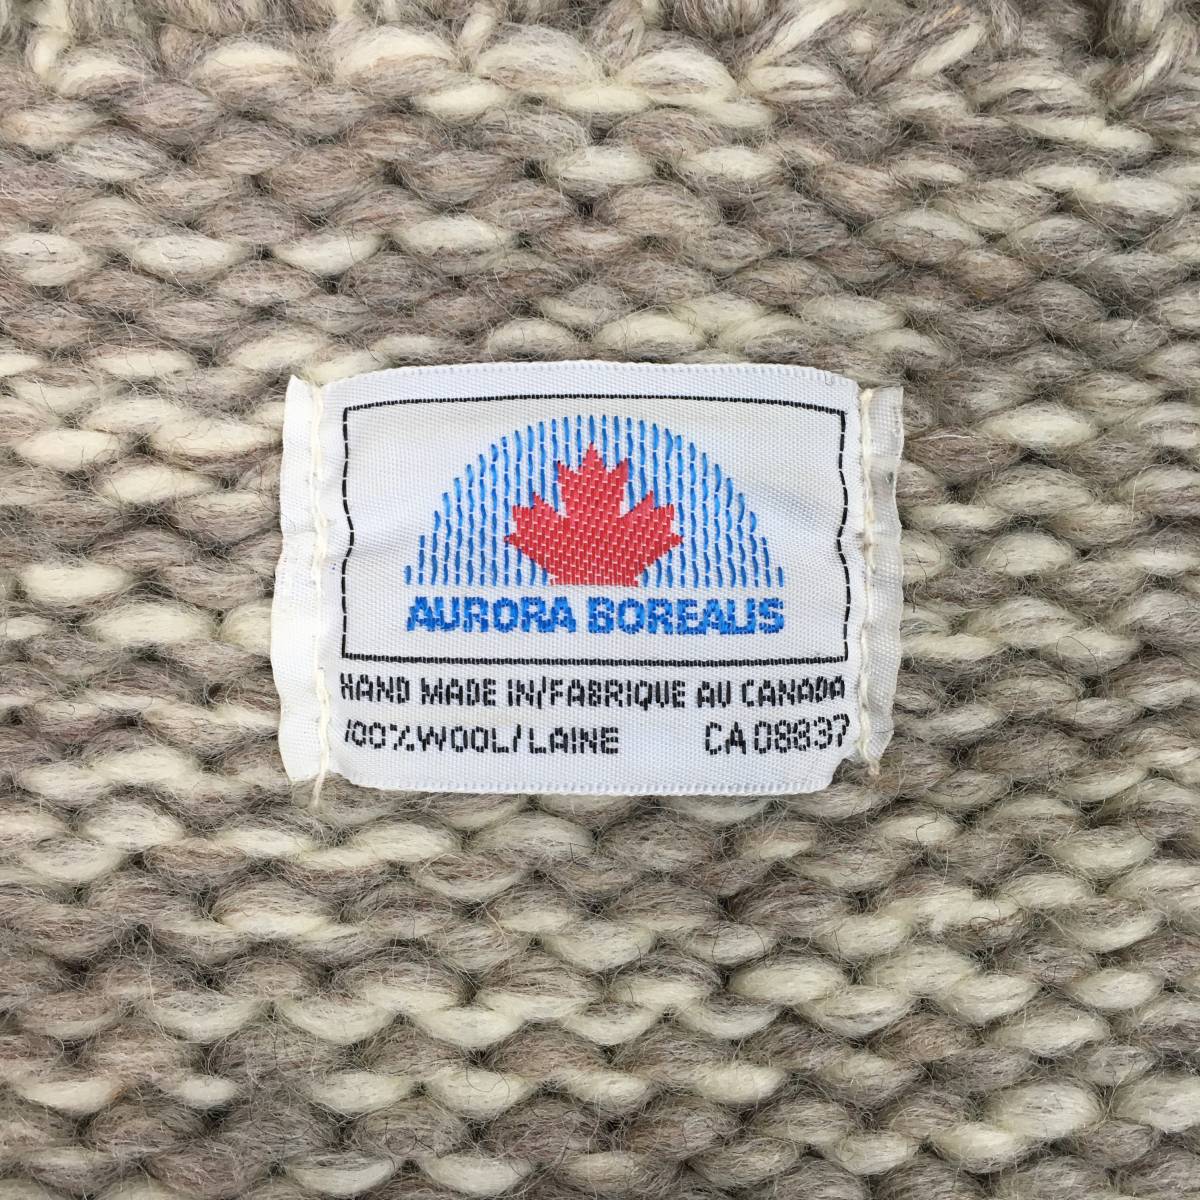 AURORA BOREALIS
HAND MADE IN/FABRIQUE AU CANADA
100% WOOL/LAINE CA 08837